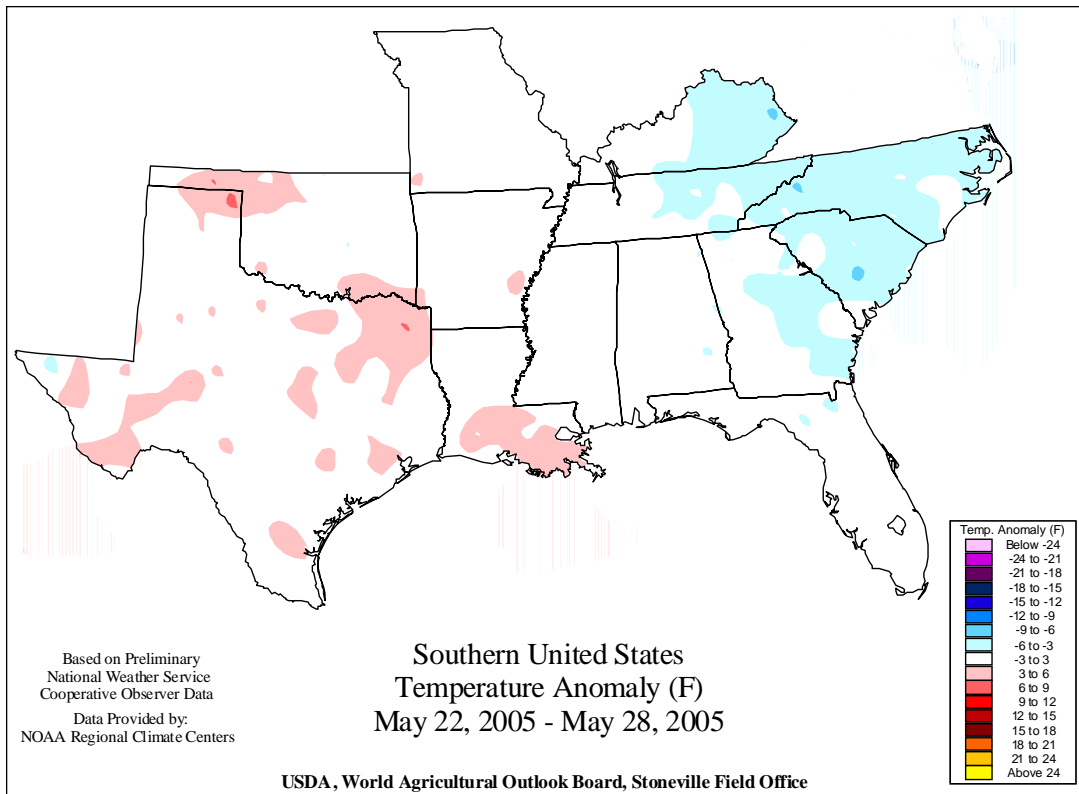 Temp. Anomaly (F)
Below -24
-24 to -21
-21 to -18
-18 to -15
-15 to -12
-12 to -9
-9 to -6
-6 to -3
-3 to 3
3 to 6
6 to 9
9 to 12
12 to 15
15 to 18
18 to 21
21 to 24
Above 24
Based on Preliminary
National Weather Service
Cooperative Observer Data
Data Provided by:
NOAA Regional Climate Centers
Southern United States
Temperature Anomaly (F)
May 22, 2005 - May 28, 2005
USDA, World Agricultural Outlook Board, Stoneville Field Office